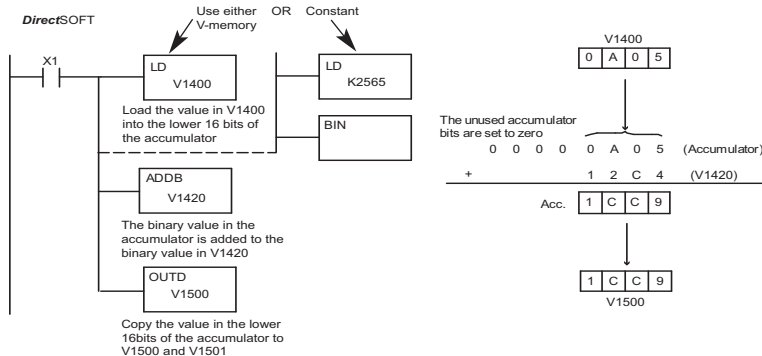 Use either OR Constant
V-memory
DirectSOFT
X1
LD
V1400
LD
K2565
Load the value in V1400
into the lower 16 bits of
the accumulator
BIN
ADDB
V1420
The binary value in the
accumulator is added to the
binary value in V1420
OUTD
V1500
Copy the value in the lower
16bits of the accumulator to
V1500 and V1501
V1400
0 A 0 5
The unused accumulator
bits are set to zero
0 0 0 0 0 A 0 5 (Accumulator)
+ 1 2 C 4 (V1420)
Acc. 1 C C 9
1 C C 9
V1500